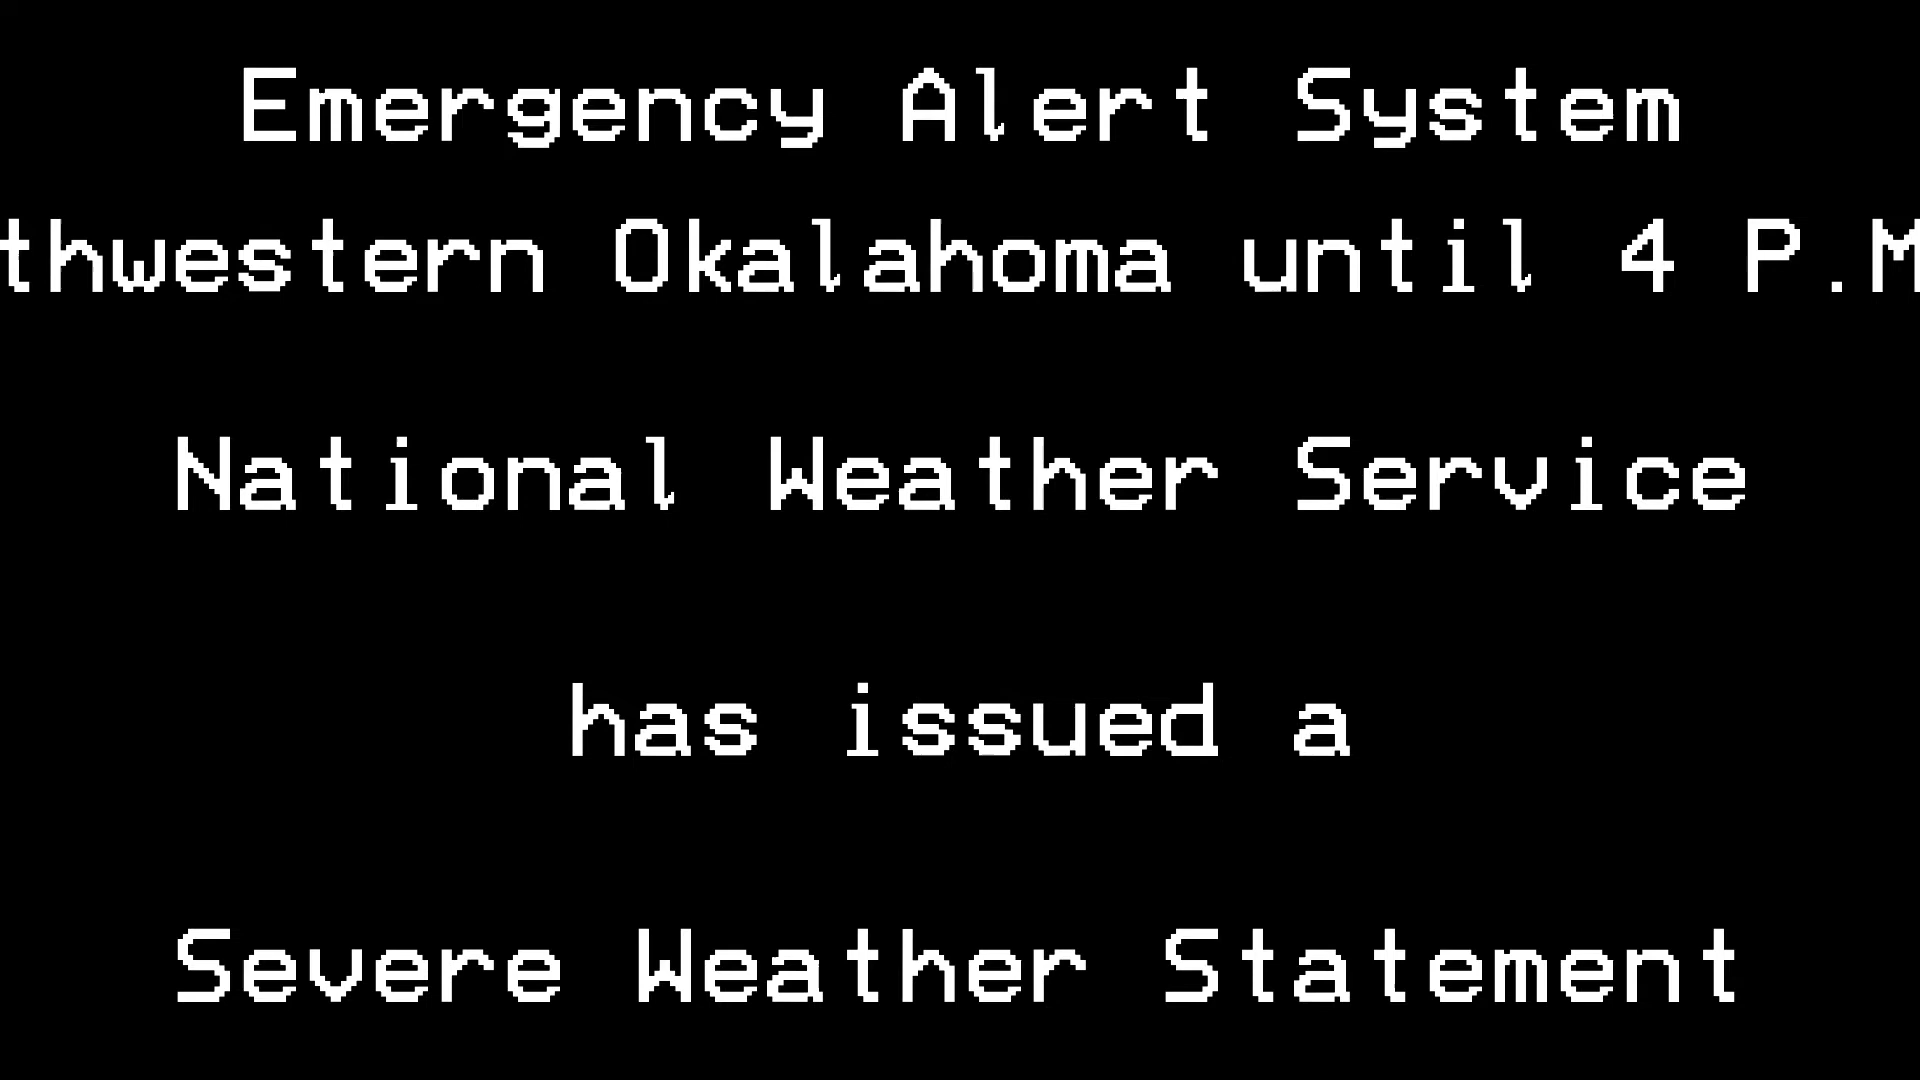 Emergency Alert System
thwestern Okalahoma until 4 P.M
National Weather Service
has issued a
Severe Weather Statement